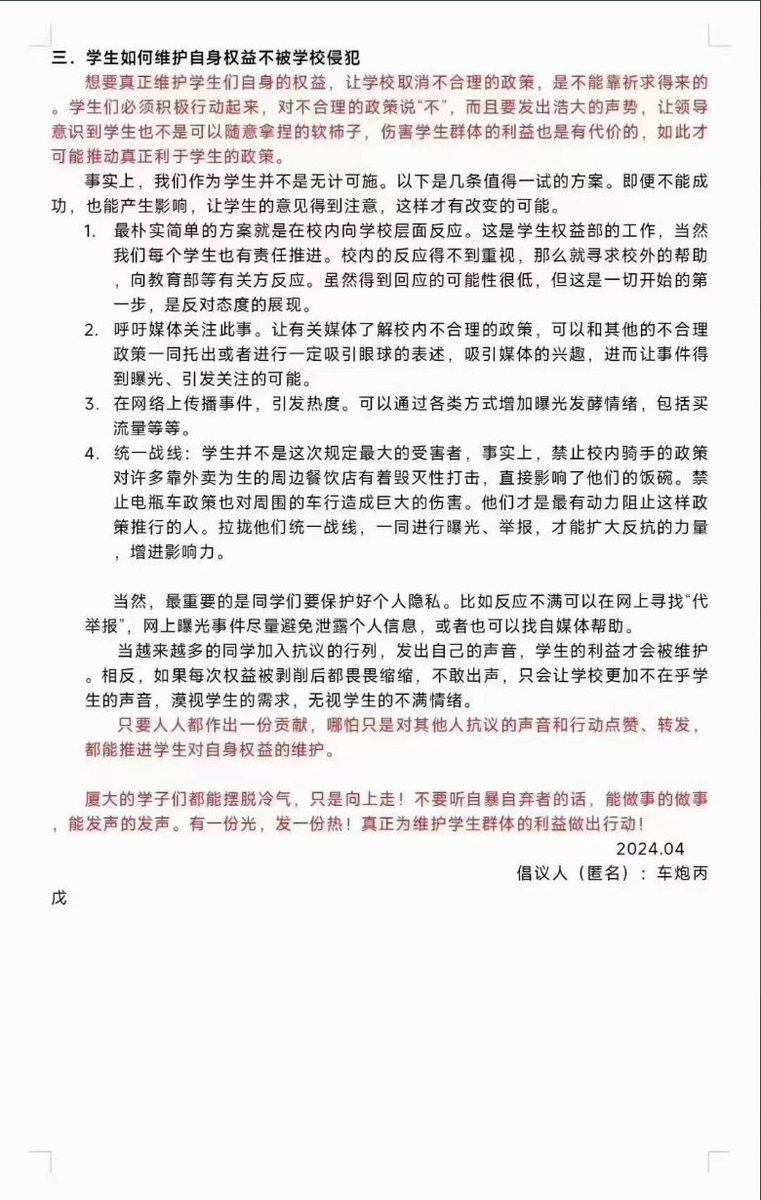 三．学生如何维护自身权益不被学校侵犯
想要真正维护学生们自身的权益，让学校取消不合理的政策，是不能靠祈求得来的
。学生们必须积极行动起来，对不合理的政策说“不”，而且要发出浩大的声势，让领导
意识到学生也不是可以随意拿捏的软柿子，伤害学生群体的利益也是有代价的，如此才
可能推动真正利于学生的政策。
事实上，我们作为学生并不是无计可施。以下是几条值得一试的方案。即便不能成
功，也能产生影响，让学生的意见得到注意，这样才有改变的可能。
1. 最朴实简单的方案就是在校内向学校层面反应。这是学生权益部的工作，当然
我们每个学生也有责任推进。校内的反应得不到重视，那么就寻求校外的帮助
，向教育部等有关方反应。虽然得到回应的可能性很低，但这是一切开始的第
一步，是反对态度的展现。
2. 呼吁媒体关注此事。让有关媒体了解校内不合理的政策，可以和其他的不合理
政策一同托出或者进行一定吸引眼球的表述，吸引媒体的兴趣，进而让事件得
到曝光、引发关注的可能。
3. 在网络上传播事件，引发热度。可以通过各类方式增加曝光发酵情绪，包括买
流量等等。
4. 统一战线：学生并不是这次规定最大的受害者，事实上，禁止校内骑手的政策
对许多靠外卖为生的周边餐饮店有着毁灭性打击，直接影响了他们的饭碗。禁
止电瓶车政策也对周围的车行造成巨大的伤害。他们才是最有动力阻止这样政
策推行的人。拉拢他们统一战线，一同进行曝光、举报，才能扩大反抗的力量
，增进影响力。
当然，最重要的是同学们要保护好个人隐私。比如反应不满可以在网上寻找“代
举报”，网上曝光事件尽量避免泄露个人信息，或者也可以找自媒体帮助。
当越来越多的同学加入抗议的行列，发出自己的声音，学生的利益才会被维护
。相反，如果每次权益被剥削后都畏畏缩缩，不敢出声，只会让学校更加不在乎学
生的声音，漠视学生的需求，无视学生的不满情绪。
只要人人都作出一份贡献，哪怕只是对其他人抗议的声音和行动点赞、转发，
都能推进学生对自身权益的维护。
厦大的学子们都能摆脱冷气，只是向上走！不要听自暴自弃者的话，能做事的做事
，能发声的发声。有一份光，发一份热！真正为维护学生群体的利益做出行动！
2024.04
倡议人（匿名）：车炮丙
戊